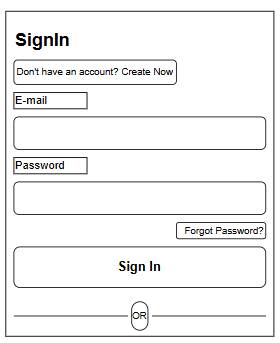 SignIn
Don't have an account? Create Now
E-mail
Password
Forgot Password?
Sign In
OR